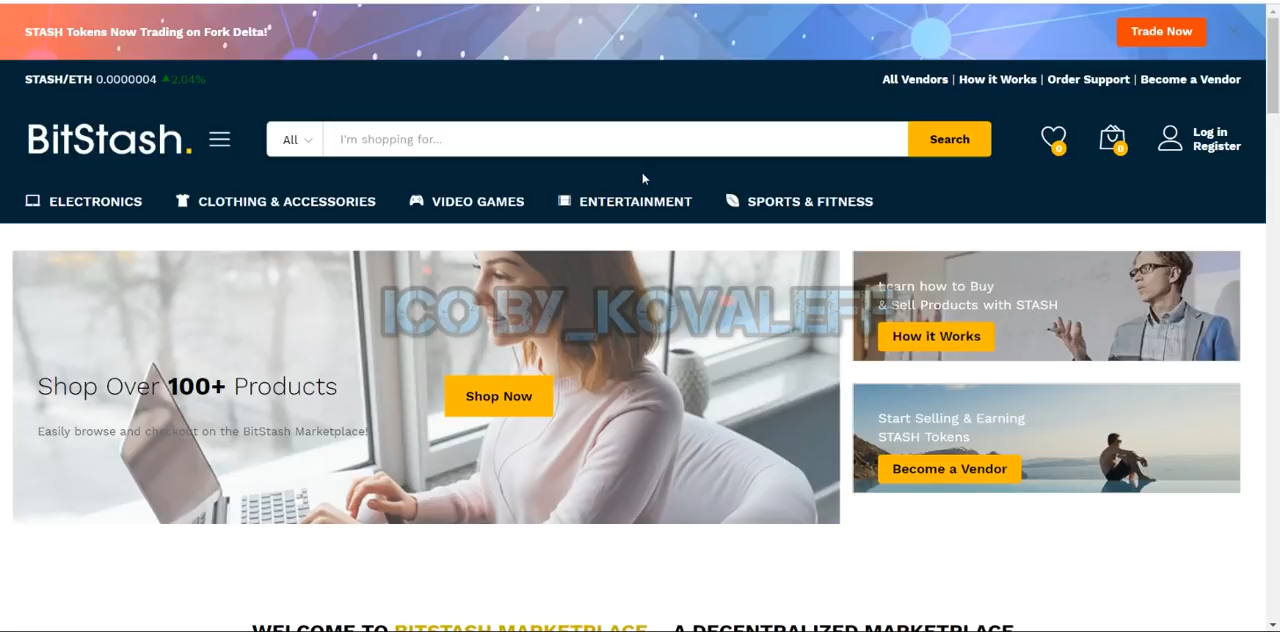 STASH Tokens Now Trading on Fork Delta!
Trade Now
STASH/ETH 0.0000004 ▲2.04%
All Vendors | How it Works | Order Support | Become a Vendor
BitStash.
All
I'm shopping for...
Search
0
0
Log in
Register
ELECTRONICS
CLOTHING & ACCESSORIES
VIDEO GAMES
ENTERTAINMENT
SPORTS & FITNESS
Learn how to Buy
& Sell Products with STASH
How it Works
ICO BY_KOVALEFF
Shop Over 100+ Products
Shop Now
Easily browse and checkout on the BitStash Marketplace!
Start Selling & Earning
STASH Tokens
Become a Vendor
WELCOME TO BITSTASH MARKETPLACE – A DECENTRALIZED MARKETPLACE